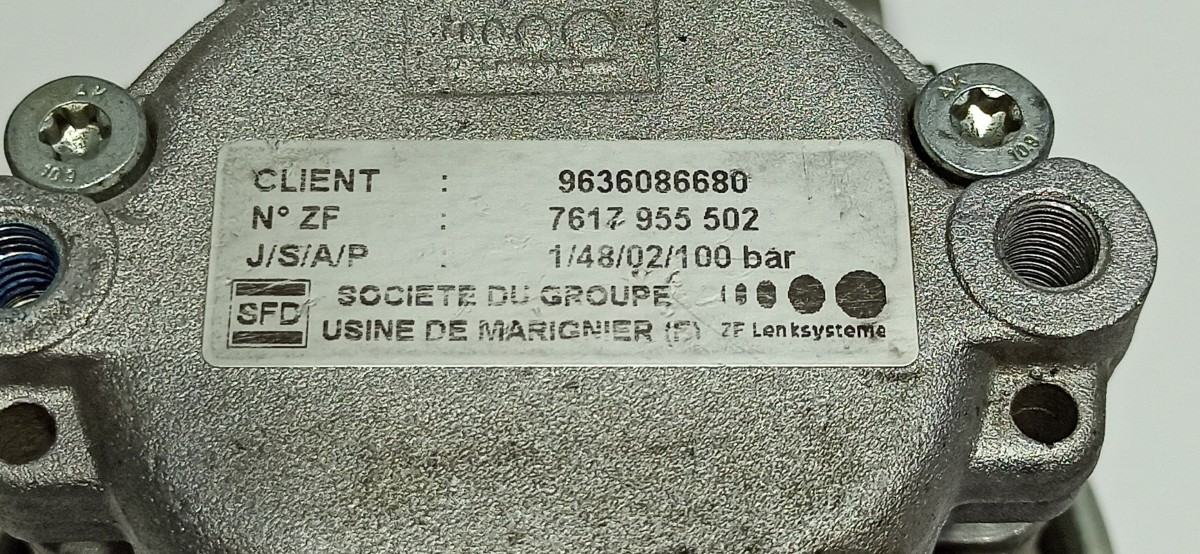 CLIENT : 9636086680
N° ZF : 7617 955 502
J/S/A/P : 1/48/02/100 bar
SFD SOCIETE DU GROUPE
USINE DE MARIGNIER (F) ZF Lenksysteme